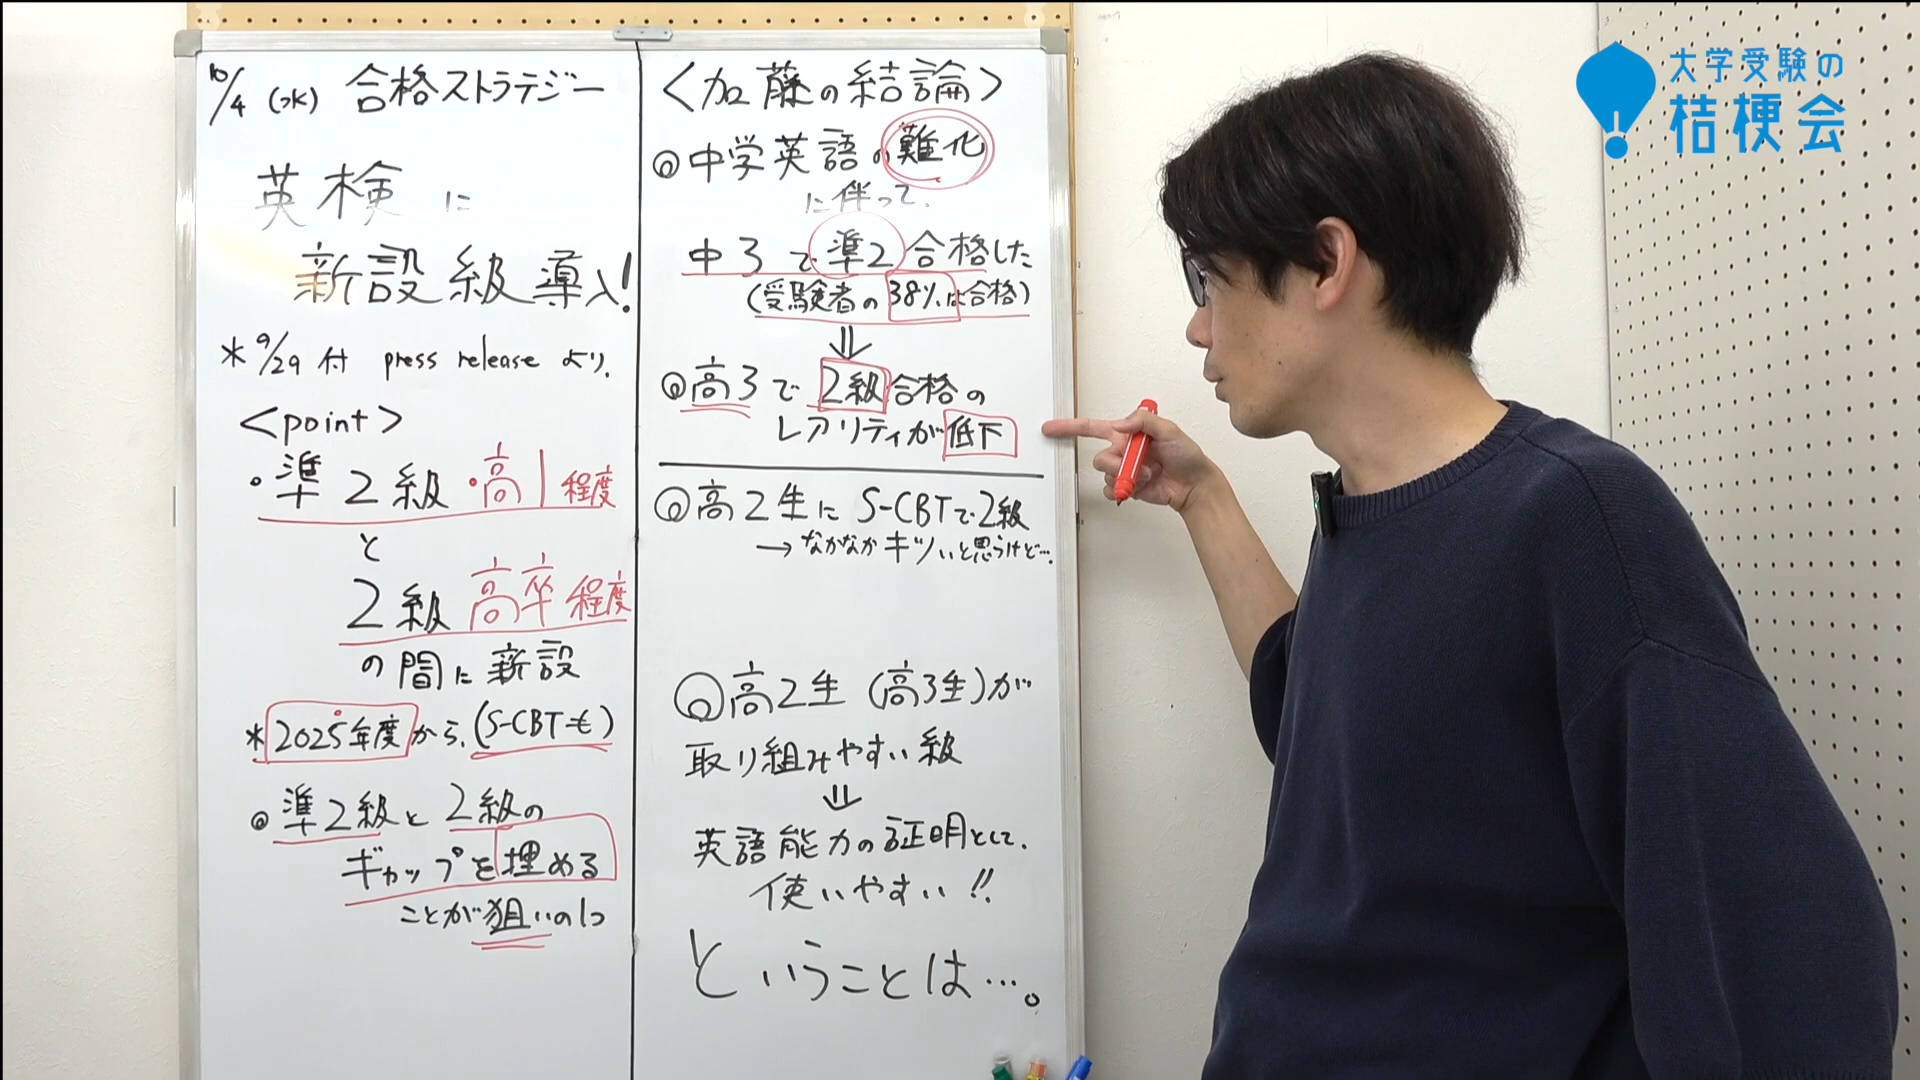 10/4 (水) 合格ストラテジー
英検に
新設級導入!
* 9/29 付 press release より.
<point>
・準2級・高1程度
と
2級 高卒程度
の間に新設
* 2025年度から. (S-CBTも)
◎準2級と2級の
ギャップを埋める
ことが狙いの1つ
<加藤の結論>
◎中学英語の難化
に伴って.
中3で準2合格した
(受験者の38%は合格)
⇓
◎高3で2級合格の
レアリティが低下
◎高2生にS-CBTで2級
→なかなかキツいと思うけど….
◎高2生(高3生)が
取り組みやすい級
⇓
英語能力の証明として.
使いやすい!!
ということは…。
大学受験の
桔梗会